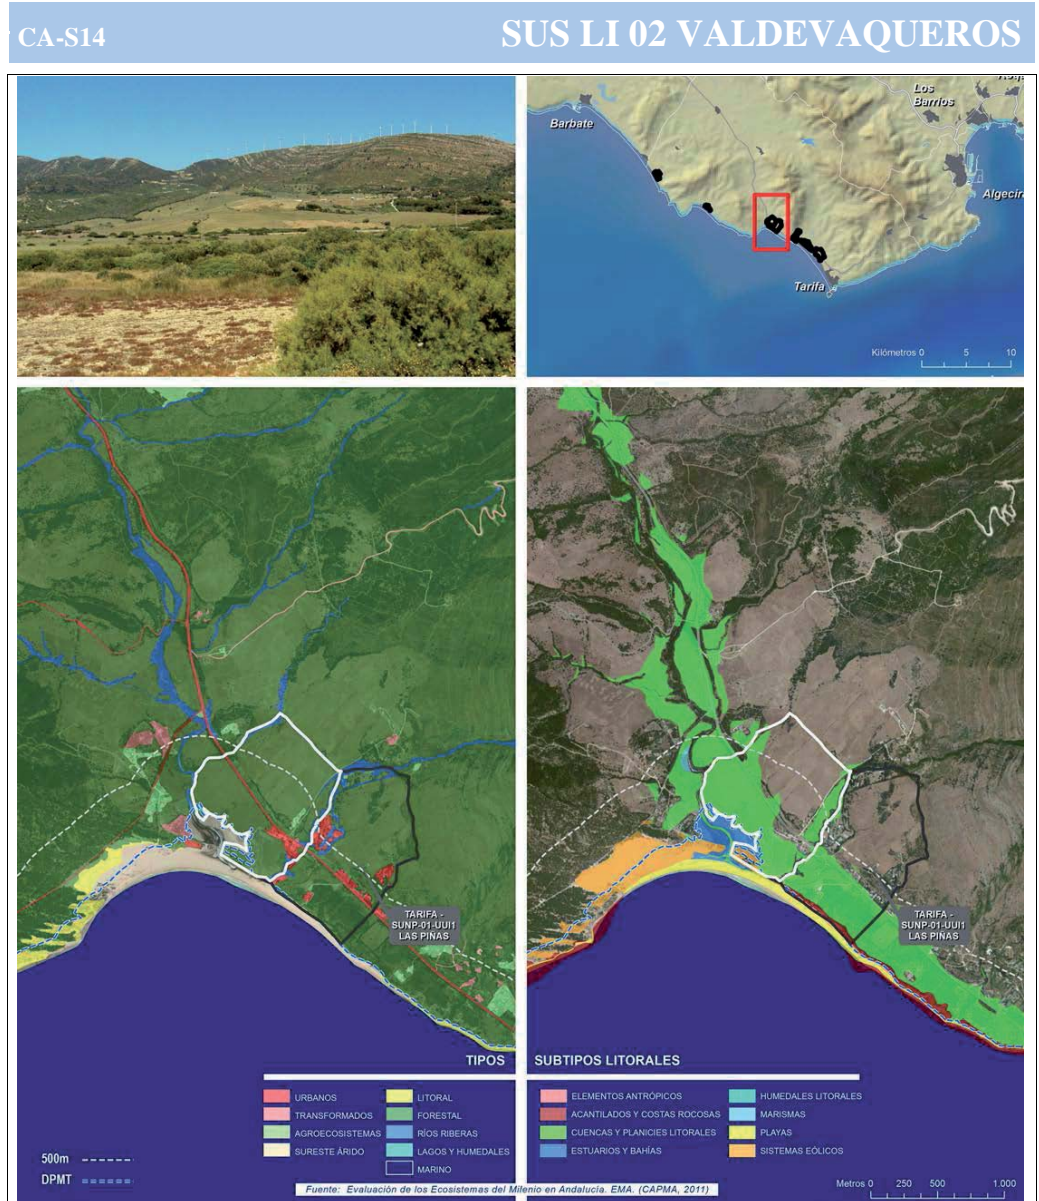 CA-S14
SUS LI 02 VALDEVAQUEROS
Los
Barrios
Barbate
Algecir
Tarifa
Kilómetros 0 5 10
TARIFA -
SUNP-01-UUI1
LAS PIÑAS
TARIFA -
SUNP-01-UUI1
LAS PIÑAS
TIPOS
URBANOS
TRANSFORMADOS
AGROECOSISTEMAS
SURESTE ÁRIDO
LITORAL
FORESTAL
RÍOS RIBERAS
LAGOS Y HUMEDALES
MARINO
500m
DPMT
SUBTIPOS LITORALES
ELEMENTOS ANTRÓPICOS
ACANTILADOS Y COSTAS ROCOSAS
CUENCAS Y PLANICIES LITORALES
ESTUARIOS Y BAHÍAS
HUMEDALES LITORALES
MARISMAS
PLAYAS
SISTEMAS EÓLICOS
Fuente: Evaluación de los Ecosistemas del Milenio en Andalucía. EMA. (CAPMA, 2011)
Metros 0 250 500 1.000